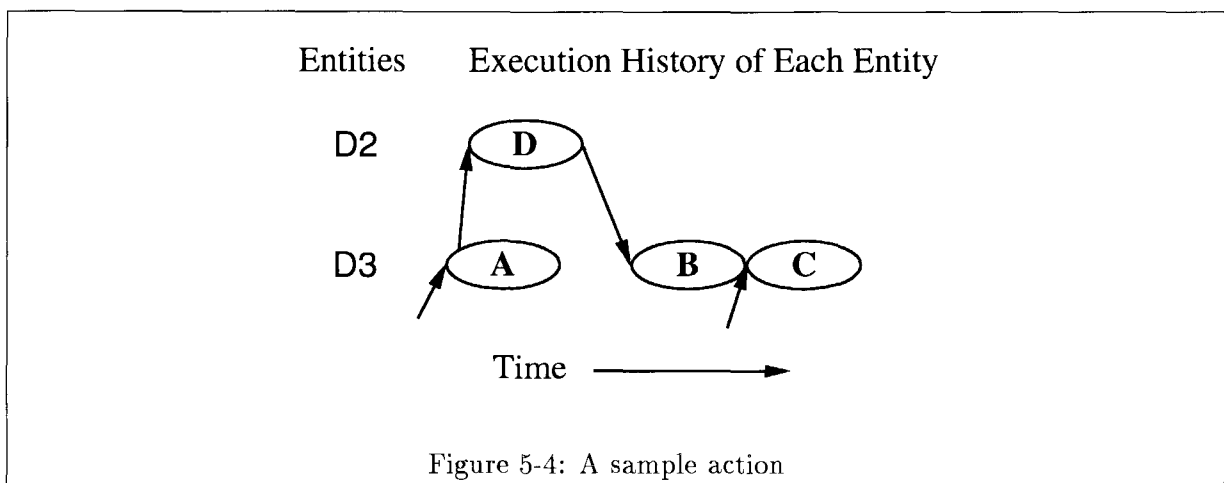 Entities Execution History of Each Entity
D2 D
D3 A B C
Time
Figure 5-4: A sample action